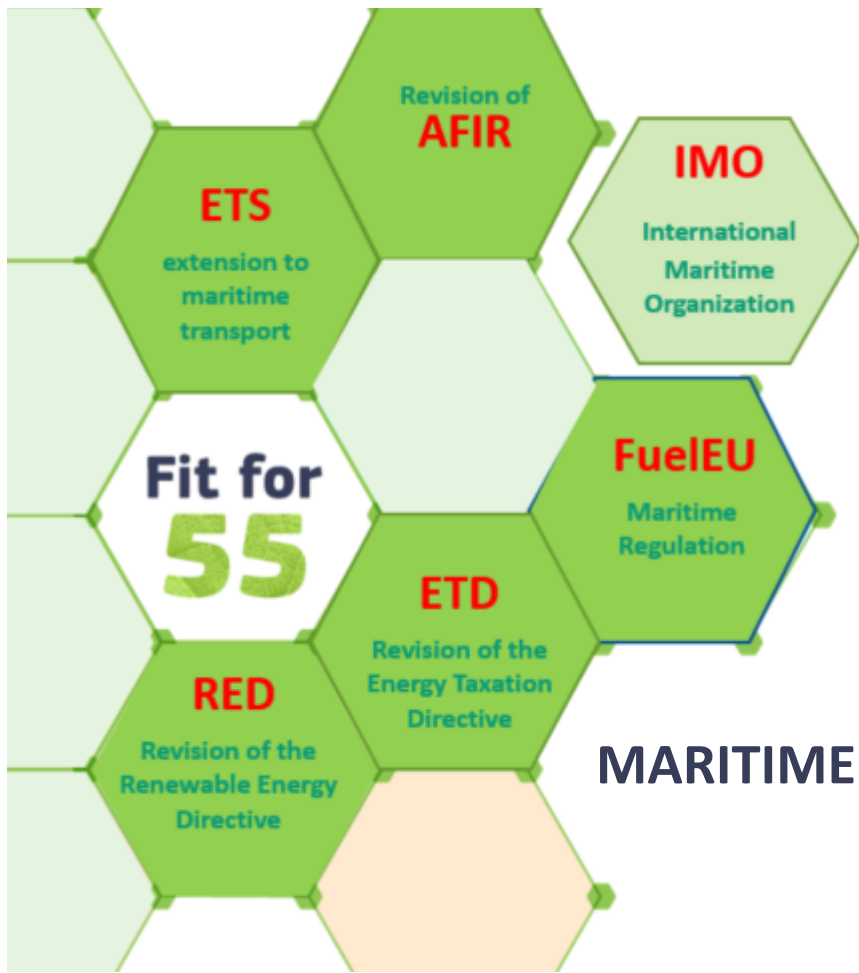 Revision of
AFIR
IMO
International
Maritime
Organization
ETS
extension to
maritime
transport
Fit for
55
FuelEU
Maritime
Regulation
ETD
Revision of the
Energy Taxation
Directive
RED
Revision of the
Renewable Energy
Directive
MARITIME